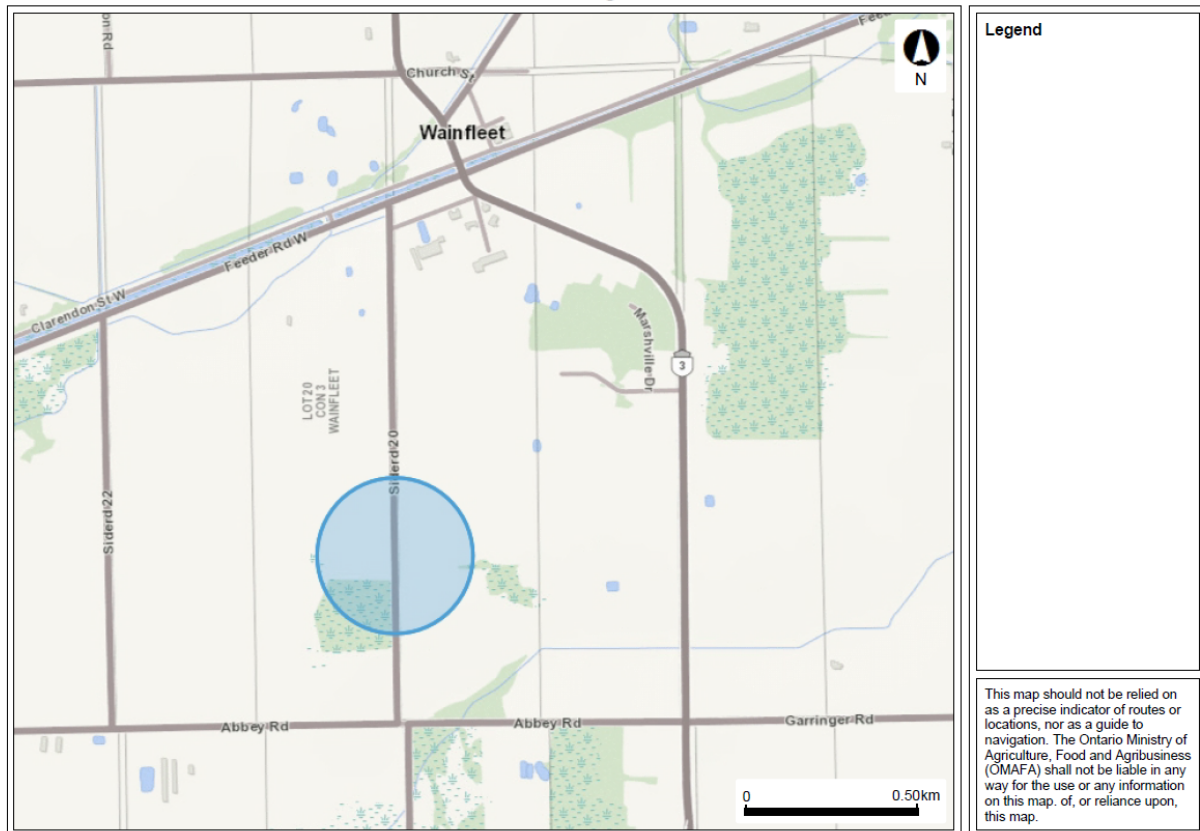 on Rd
Feed
Church St
N
Wainfleet
Feeder Rd W
Clarendon St W
Marshville Dr
3
LOT 20
CON 3
WAINFLEET
Siderd 20
Siderd 22
Abbey Rd
Abbey Rd
Garringer Rd
0 0.50km
Legend
This map should not be relied on
as a precise indicator of routes or
locations, nor as a guide to
navigation. The Ontario Ministry of
Agriculture, Food and Agribusiness
(OMAFA) shall not be liable in any
way for the use or any information
on this map. of, or reliance upon,
this map.